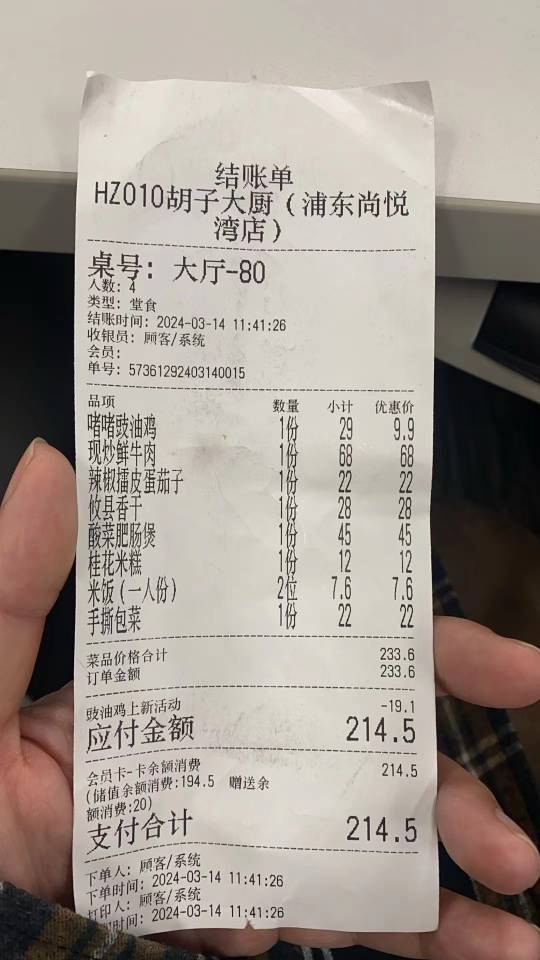 结账单
HZ010胡子大厨（浦东尚悦
湾店）
桌号: 大厅-80
人数: 4
类型: 堂食
结账时间: 2024-03-14 11:41:26
收银员: 顾客/系统
会员:
单号: 57361292403140015
品项 数量 小计 优惠价
啫啫豉油鸡 1份 29 9.9
现炒鲜牛肉 1份 68 68
辣椒擂皮蛋茄子 1份 22 22
攸县香干 1份 28 28
酸菜肥肠煲 1份 45 45
桂花米糕 1份 12 12
米饭（一人份） 2位 7.6 7.6
手撕包菜 1份 22 22
菜品价格合计 233.6
订单金额 233.6
豉油鸡上新活动 -19.1
应付金额 214.5
会员卡-卡余额消费 214.5
(储值余额消费:194.5 赠送余
额消费:20)
支付合计 214.5
下单人: 顾客/系统
下单时间: 2024-03-14 11:41:26
打印人: 顾客/系统
时间: 2024-03-14 11:41:26